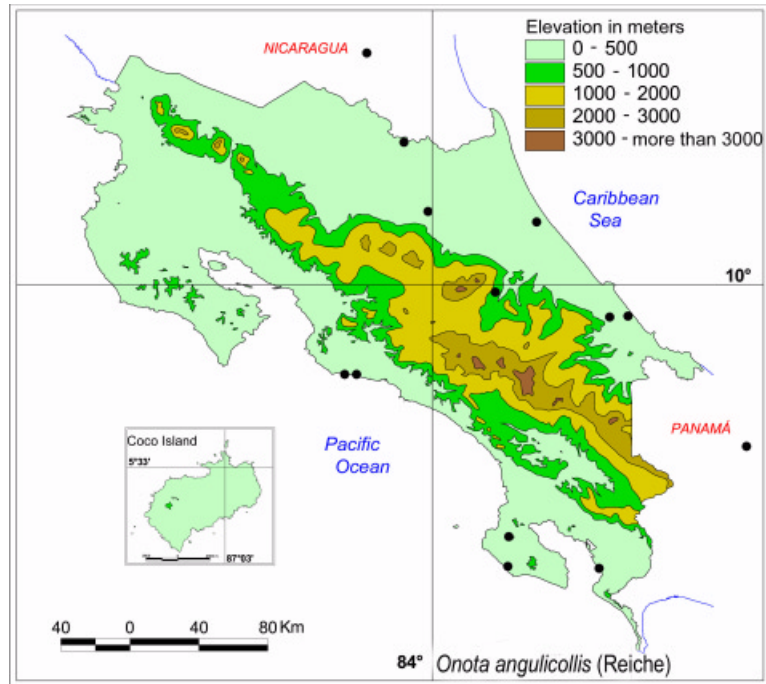 Elevation in meters
0 - 500
500 - 1000
1000 - 2000
2000 - 3000
3000 - more than 3000
NICARAGUA
Caribbean
Sea
10°
PANAMÁ
Pacific
Ocean
Coco Island
5°33'
87°03'
40 0 40 80 Km
84° Onota angulicollis (Reiche)